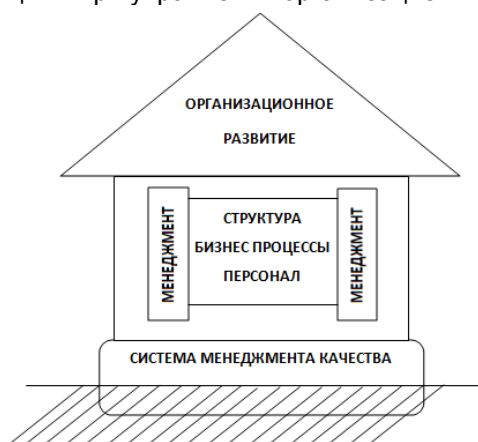 ОРГАНИЗАЦИОННОЕ
РАЗВИТИЕ
МЕНЕДЖМЕНТ
СТРУКТУРА
БИЗНЕС ПРОЦЕССЫ
ПЕРСОНАЛ
МЕНЕДЖМЕНТ
СИСТЕМА МЕНЕДЖМЕНТА КАЧЕСТВА